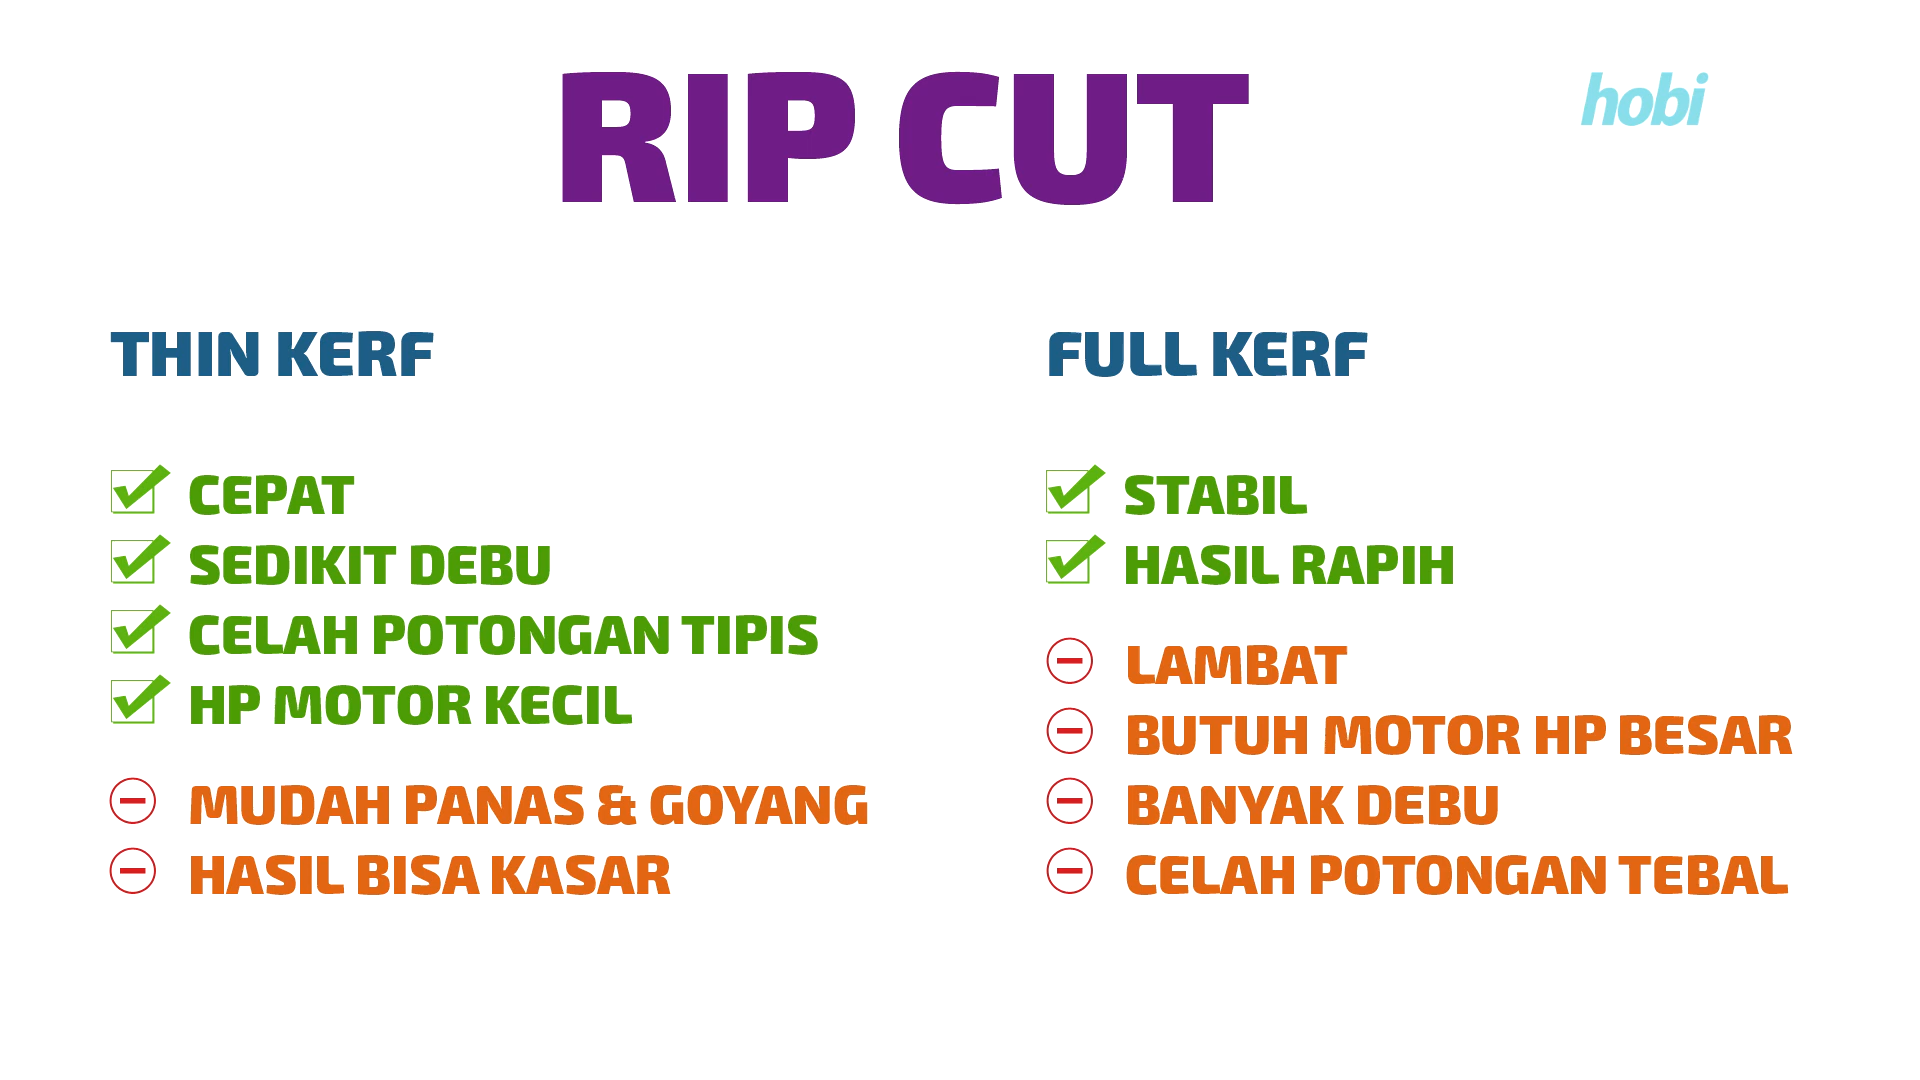 RIP CUT
hobi
THIN KERF
CEPAT
SEDIKIT DEBU
CELAH POTONGAN TIPIS
HP MOTOR KECIL
MUDAH PANAS & GOYANG
HASIL BISA KASAR
FULL KERF
STABIL
HASIL RAPIH
LAMBAT
BUTUH MOTOR HP BESAR
BANYAK DEBU
CELAH POTONGAN TEBAL